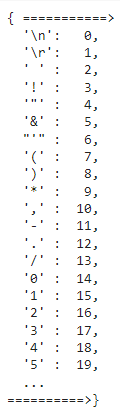 { ===========>
'\n':   0,
'\r':   1,
' ' :   2,
'!' :   3,
'"' :   4,
'&' :   5,
"'" :   6,
'(' :   7,
')' :   8,
'*' :   9,
',' :  10,
'-' :  11,
'.' :  12,
'/' :  13,
'0' :  14,
'1' :  15,
'2' :  16,
'3' :  17,
'4' :  18,
'5' :  19,
...
==========>}